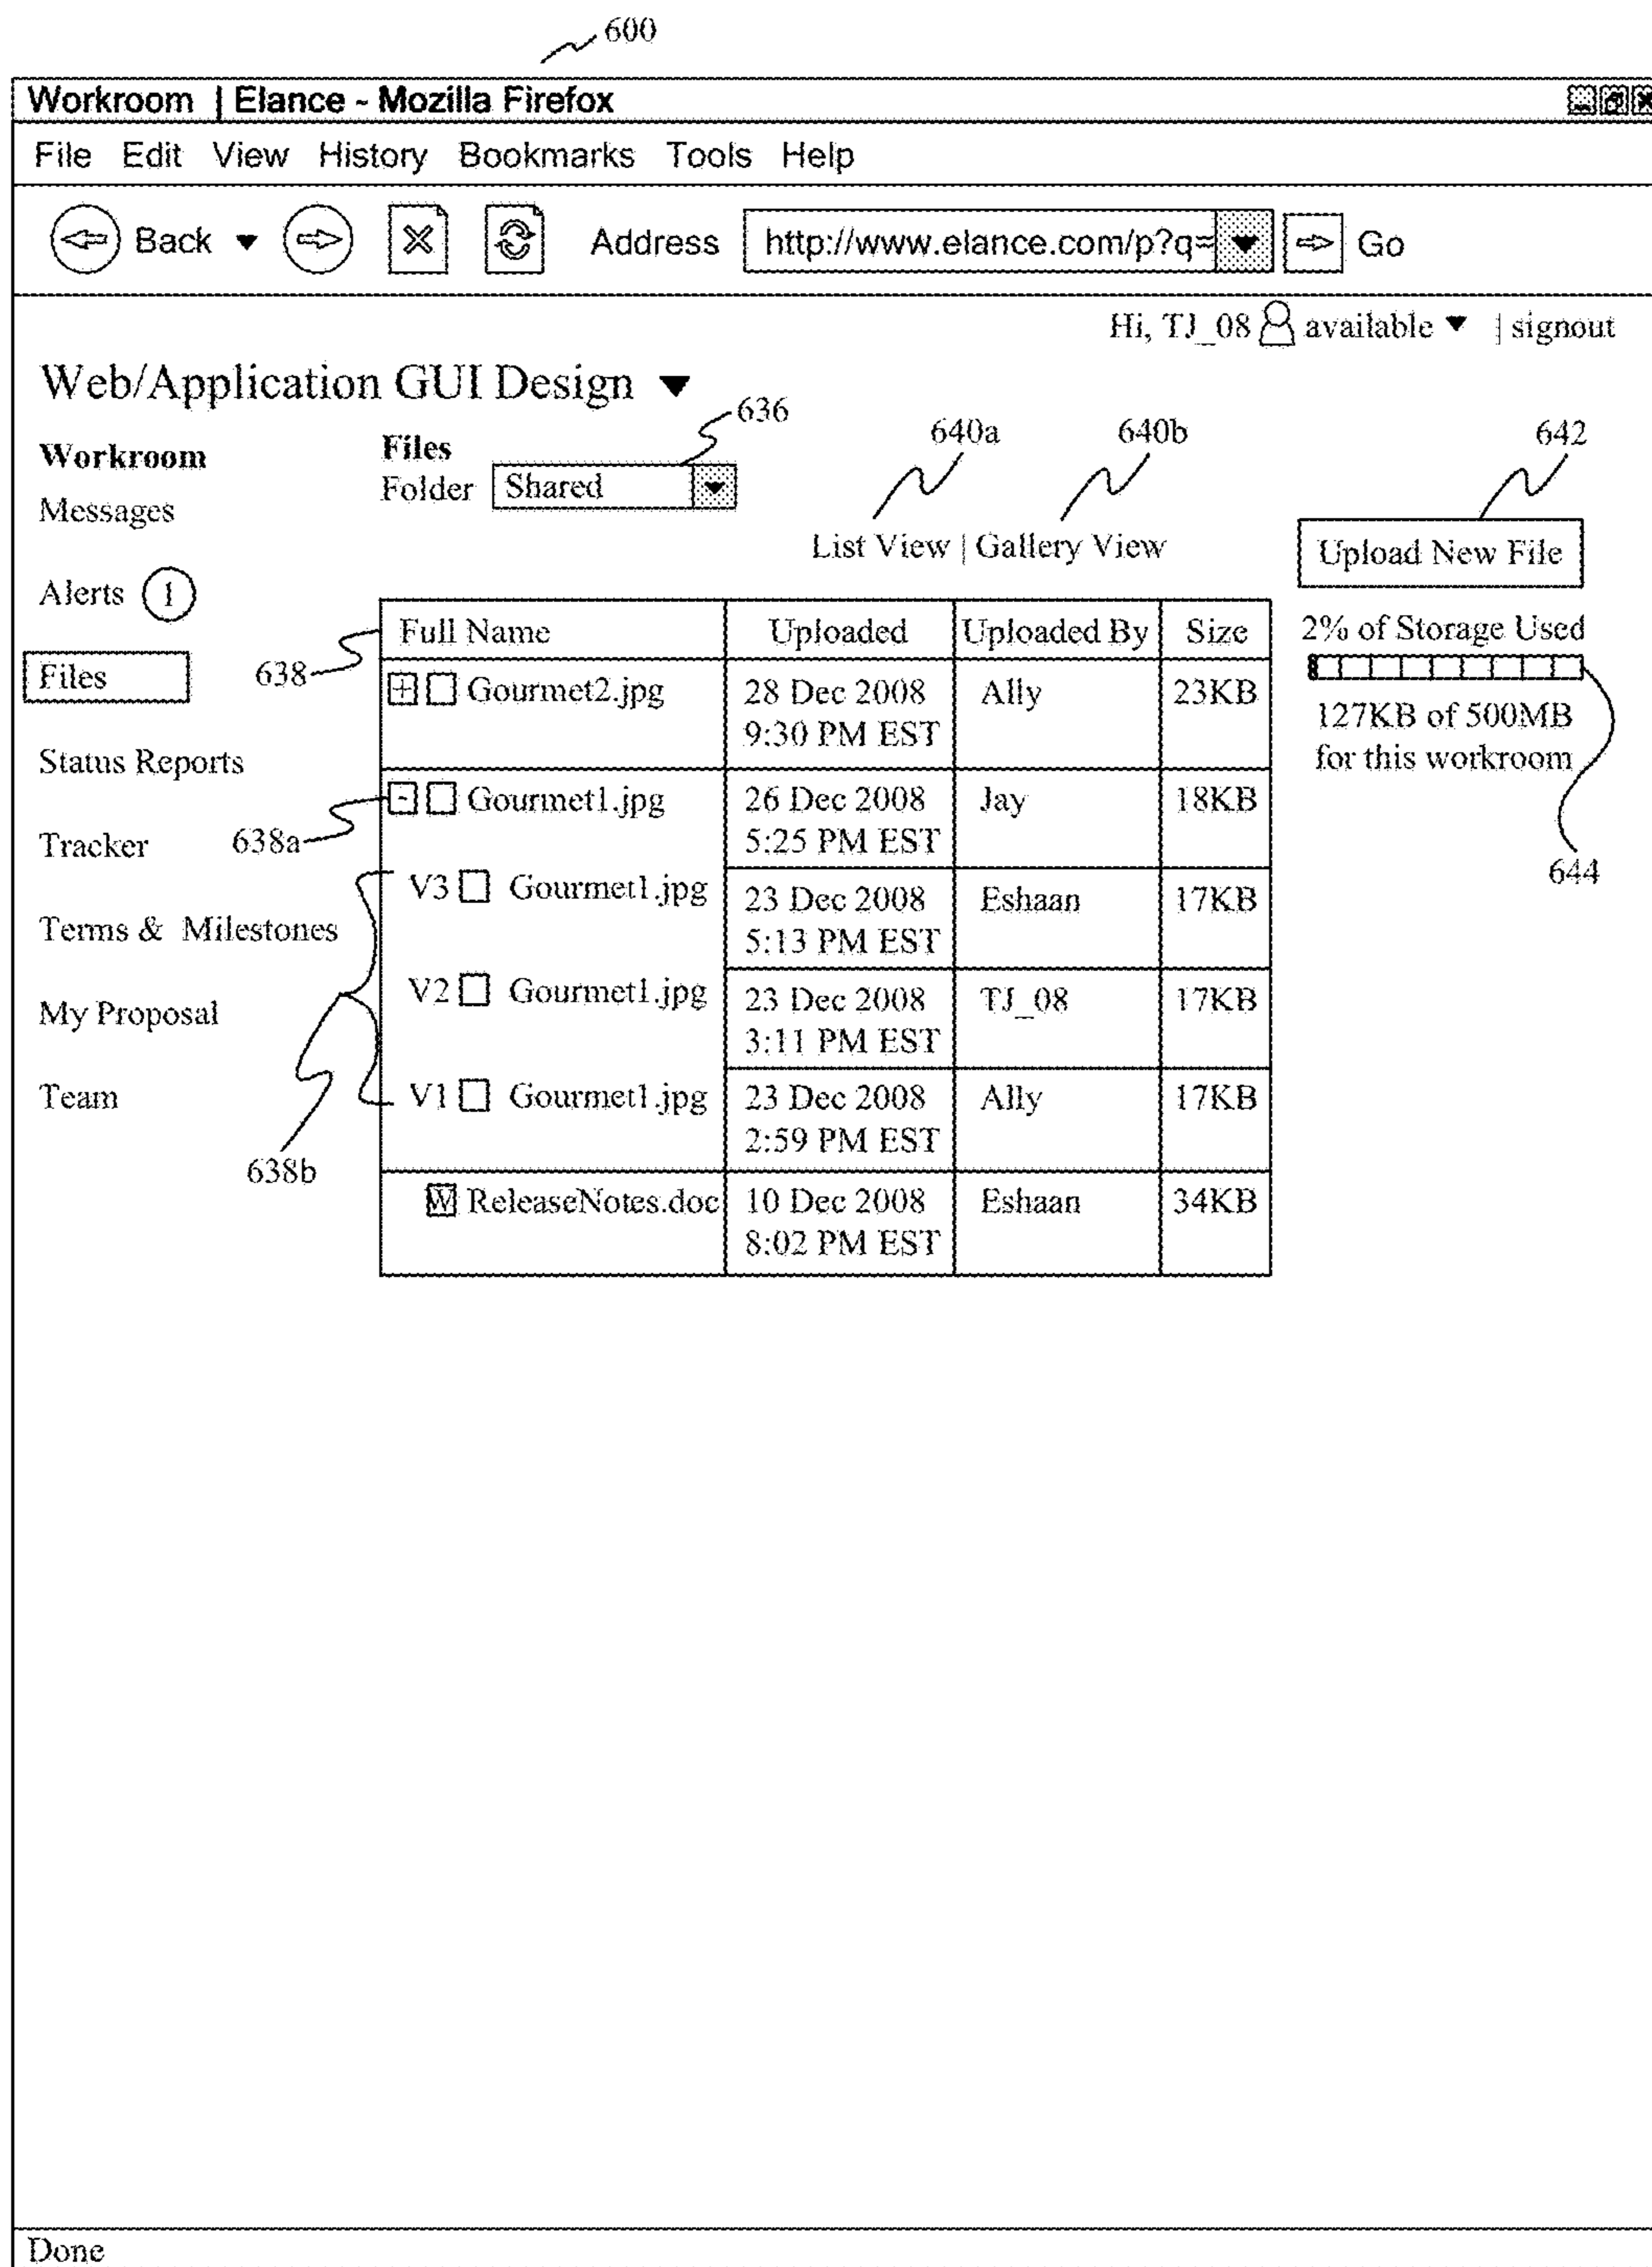 600
Workroom | Elance - Mozilla Firefox
File Edit View History Bookmarks Tools Help
Back Address http://www.elance.com/p?q= Go
Hi, TJ_08 available | signout
Web/Application GUI Design
636
640a 640b 642
Workroom
Messages
Alerts 1
Files
Status Reports
Tracker
Terms & Milestones
My Proposal
Team
Files
Folder Shared
List View | Gallery View
Upload New File
2% of Storage Used
127KB of 500MB
for this workroom
644
638
638a
638b
Full Name Uploaded Uploaded By Size
+ Gourmet2.jpg 28 Dec 2008 Ally 23KB
9:30 PM EST
- Gourmet1.jpg 26 Dec 2008 Jay 18KB
5:25 PM EST
V3 Gourmet1.jpg 23 Dec 2008 Eshaan 17KB
5:13 PM EST
V2 Gourmet1.jpg 23 Dec 2008 TJ_08 17KB
3:11 PM EST
V1 Gourmet1.jpg 23 Dec 2008 Ally 17KB
2:59 PM EST
W ReleaseNotes.doc 10 Dec 2008 Eshaan 34KB
8:02 PM EST
Done